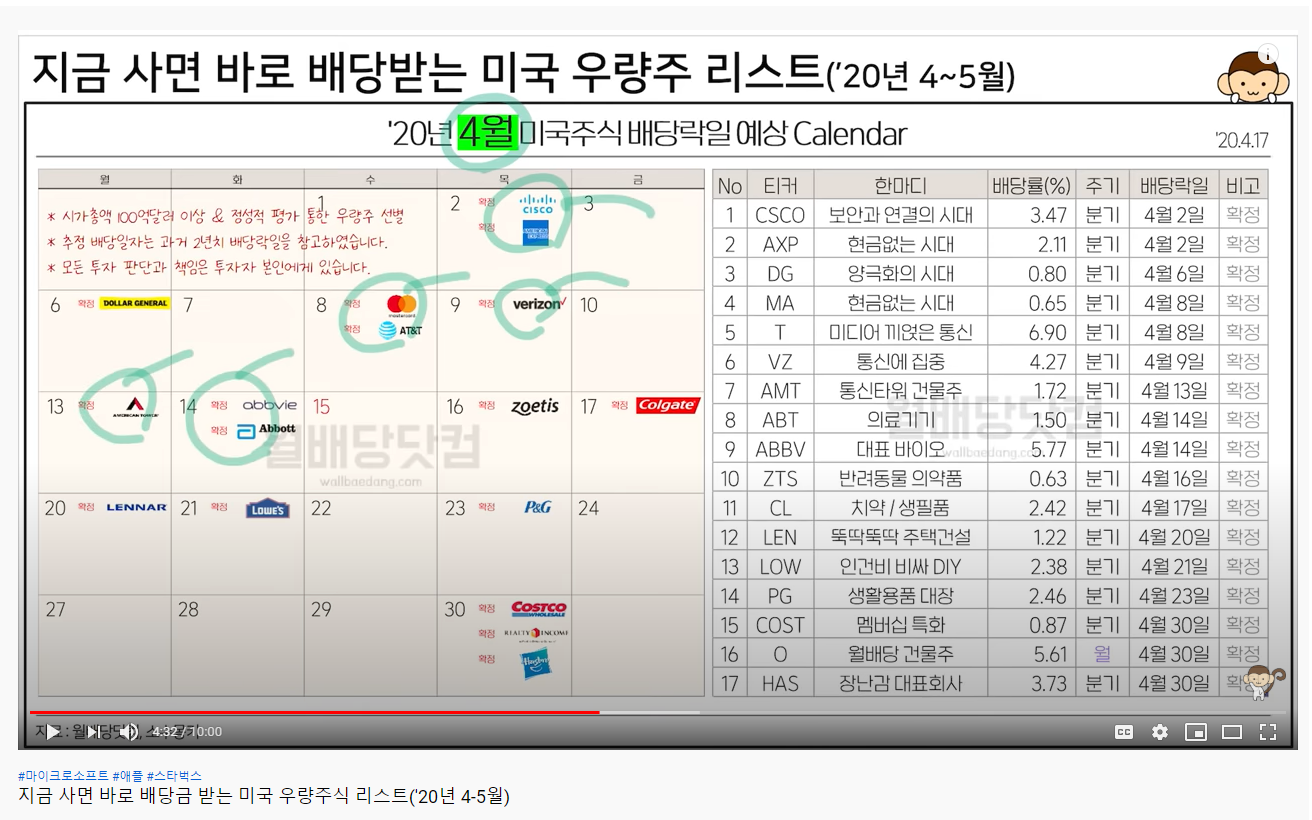 지금 사면 바로 배당받는 미국 우량주 리스트('20년 4~5월)
'20년 4월 미국주식 배당락일 예상 Calendar
'20.4.17
월 화 수 목 금
* 시가총액 100억달러 이상 & 정성적 평가 통한 우량주 선별
* 추정 배당일자는 과거 2년치 배당락일을 참고하였습니다.
* 모든 투자 판단과 책임은 투자자 본인에게 있습니다.
1
2 확정 CISCO
확정 AMERICAN EXPRESS
3
6 확정 DOLLAR GENERAL
7
8 확정 mastercard
확정 AT&T
9 확정 verizon
10
13 확정 AMERICAN TOWER
14 확정 abbvie
확정 Abbott
15
16 확정 zoetis
17 확정 Colgate
월배당닷컴
wallbaedang.com
20 확정 LENNAR
21 확정 LOWE'S
22
23 확정 P&G
24
27
28
29
30 확정 COSTCO
WHOLESALE
확정 REALTY INCOME
확정 Hasbro
No 티커 한마디 배당률(%) 주기 배당락일 비고
1 CSCO 보안과 연결의 시대 3.47 분기 4월 2일 확정
2 AXP 현금없는 시대 2.11 분기 4월 2일 확정
3 DG 양극화의 시대 0.80 분기 4월 6일 확정
4 MA 현금없는 시대 0.65 분기 4월 8일 확정
5 T 미디어 끼얹은 통신 6.90 분기 4월 8일 확정
6 VZ 통신에 집중 4.27 분기 4월 9일 확정
7 AMT 통신타워 건물주 1.72 분기 4월 13일 확정
8 ABT 의료기기 1.50 분기 4월 14일 확정
9 ABBV 대표 바이오 5.77 분기 4월 14일 확정
10 ZTS 반려동물 의약품 0.63 분기 4월 16일 확정
11 CL 치약 / 생필품 2.42 분기 4월 17일 확정
12 LEN 뚝딱뚝딱 주택건설 1.22 분기 4월 20일 확정
13 LOW 인건비 비싸 DIY 2.38 분기 4월 21일 확정
14 PG 생활용품 대장 2.46 분기 4월 23일 확정
15 COST 멤버십 특화 0.87 분기 4월 30일 확정
16 O 월배당 건물주 5.61 월 4월 30일 확정
17 HAS 장난감 대표회사 3.73 분기 4월 30일 확정
월배당닷컴
wallbaedang.com
4:32 / 10:00
CC
#마이크로소프트 #애플 #스타벅스
지금 사면 바로 배당금 받는 미국 우량주식 리스트('20년 4-5월)